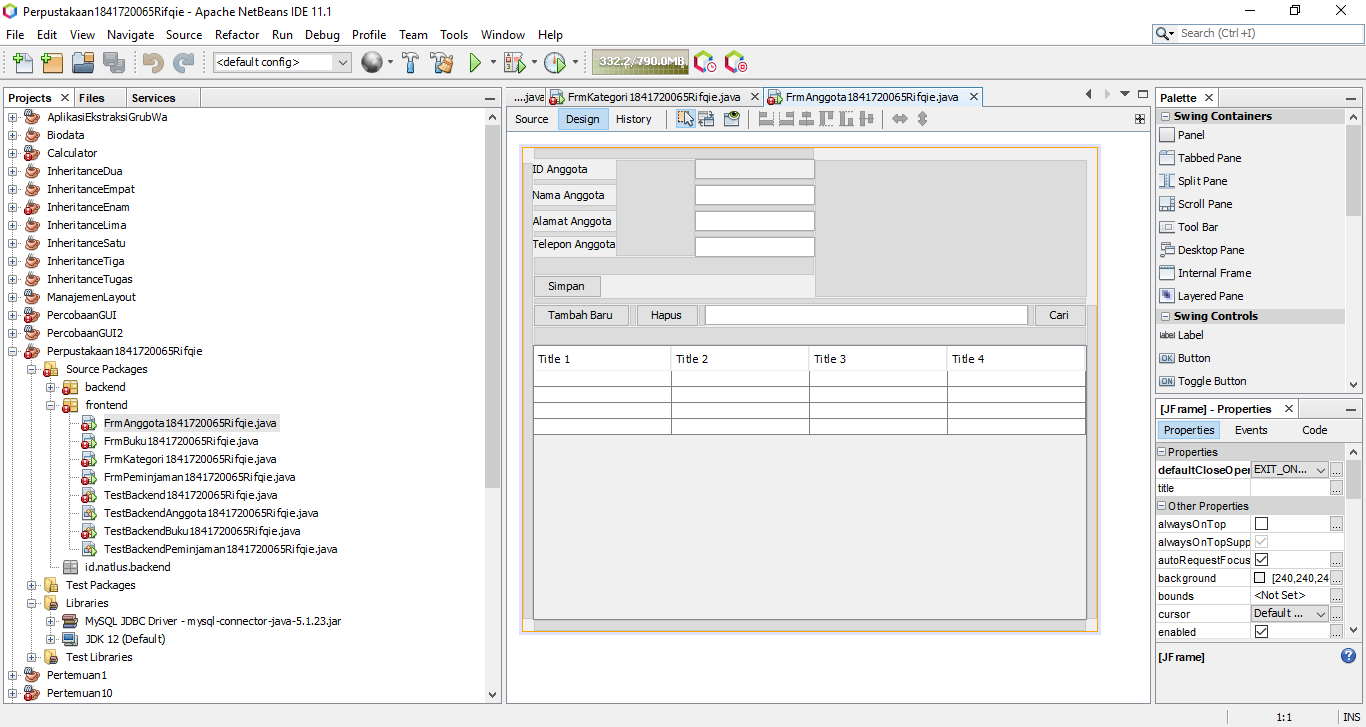 Perpustakaan1841720065Rifqie - Apache NetBeans IDE 11.1
File Edit View Navigate Source Refactor Run Debug Profile Team Tools Window Help
Search (Ctrl+I)
<default config>
332.2/790.0MB
Projects Files Services
AplikasiEkstraksiGrubWa
Biodata
Calculator
InheritanceDua
InheritanceEmpat
InheritanceEnam
InheritanceLima
InheritanceSatu
InheritanceTiga
InheritanceTugas
ManajemenLayout
PercobaanGUI
PercobaanGUI2
Perpustakaan1841720065Rifqie
Source Packages
backend
frontend
FrmAnggota1841720065Rifqie.java
FrmBuku1841720065Rifqie.java
FrmKategori1841720065Rifqie.java
FrmPeminjaman1841720065Rifqie.java
TestBackend1841720065Rifqie.java
TestBackendAnggota1841720065Rifqie.java
TestBackendBuku1841720065Rifqie.java
TestBackendPeminjaman1841720065Rifqie.java
id.natlus.backend
Test Packages
Libraries
MySQL JDBC Driver - mysql-connector-java-5.1.23.jar
JDK 12 (Default)
Test Libraries
Pertemuan1
Pertemuan10
....java FrmKategori1841720065Rifqie.java FrmAnggota1841720065Rifqie.java
Source Design History
ID Anggota
Nama Anggota
Alamat Anggota
Telepon Anggota
Simpan
Tambah Baru Hapus Cari
Title 1 Title 2 Title 3 Title 4
Palette
Swing Containers
Panel
Tabbed Pane
Split Pane
Scroll Pane
Tool Bar
Desktop Pane
Internal Frame
Layered Pane
Swing Controls
label Label
OK Button
ON Toggle Button
[JFrame] - Properties
Properties Events Code
Properties
defaultCloseOper EXIT_ON... ...
title ...
Other Properties
alwaysOnTop ...
alwaysOnTopSupp
autoRequestFocus ...
background [240,240,24 ...
bounds <Not Set> ...
cursor Default ... ...
enabled ...
[JFrame]
1:1 INS